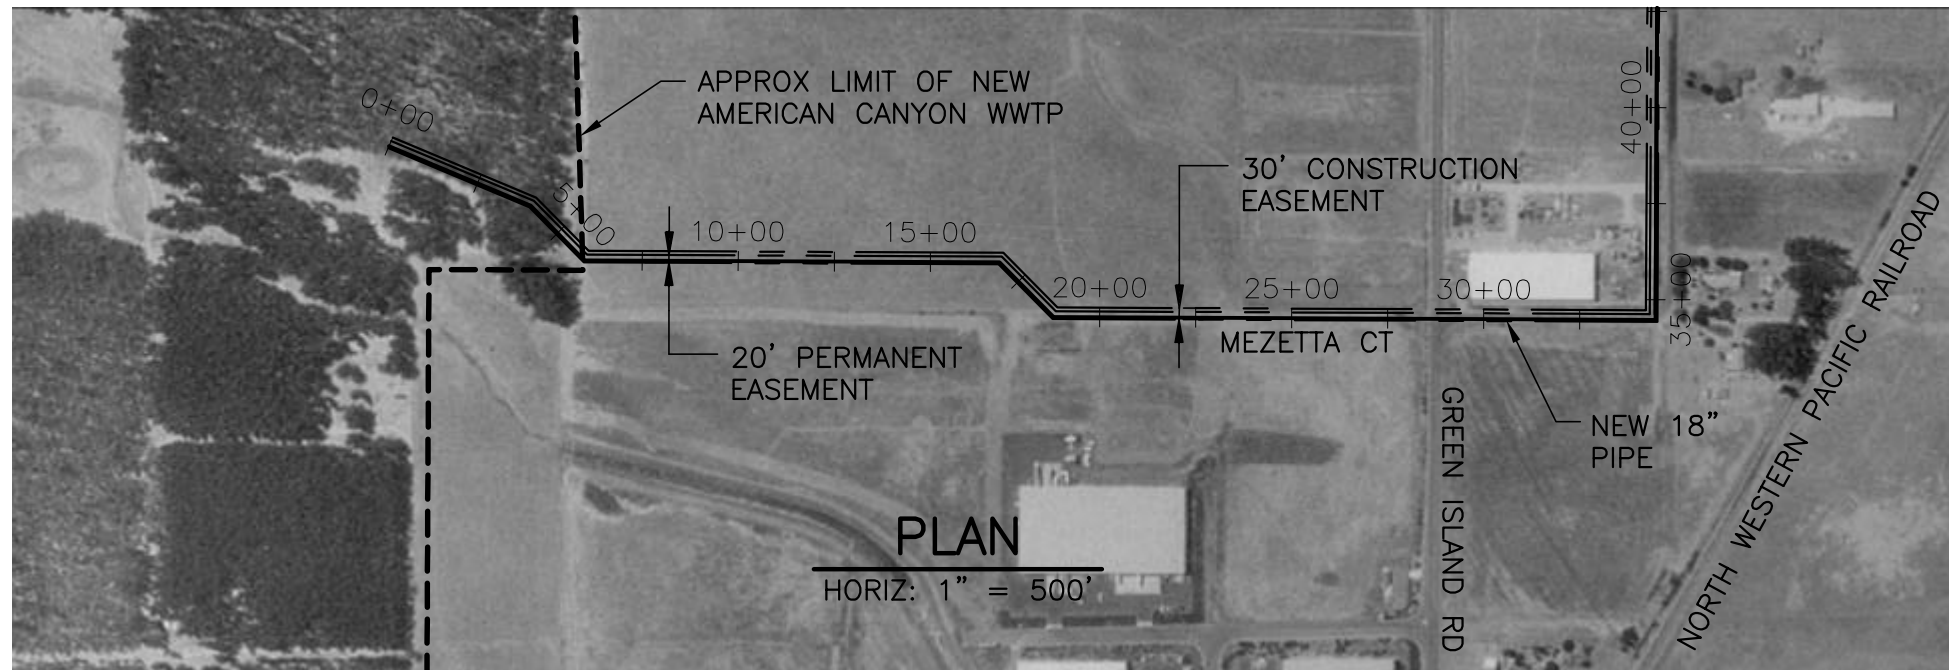 0+00
APPROX LIMIT OF NEW
AMERICAN CANYON WWTP
40+00
30' CONSTRUCTION
EASEMENT
5+00
10+00
15+00
20+00
25+00
30+00
35+00
MEZETTA CT
20' PERMANENT
EASEMENT
NEW 18"
PIPE
GREEN ISLAND RD
NORTH WESTERN PACIFIC RAILROAD
PLAN
HORIZ: 1" = 500'